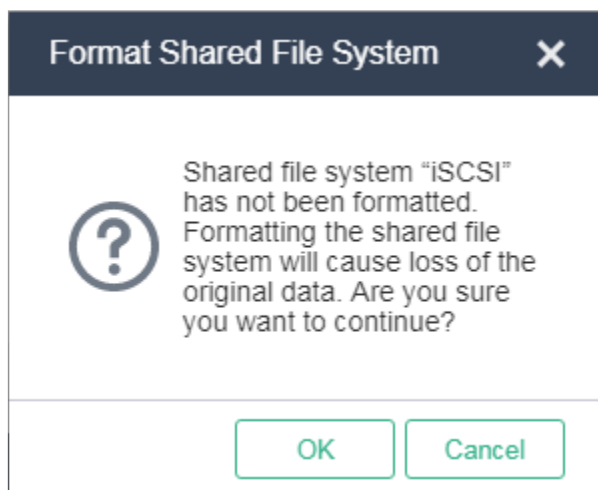 Format Shared File System
Shared file system “iSCSI”
has not been formatted.
Formatting the shared file
system will cause loss of the
original data. Are you sure
you want to continue?
OK
Cancel